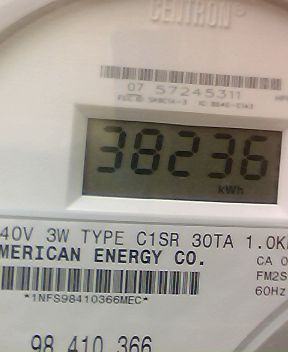 CENTRON®
07 57245311
38236
kWh
40V 3W TYPE C1SR 30TA 1.0K
MERICAN ENERGY CO.
CA 0
FM2S
60Hz
*1NFS98410366MEC*
98 410 366